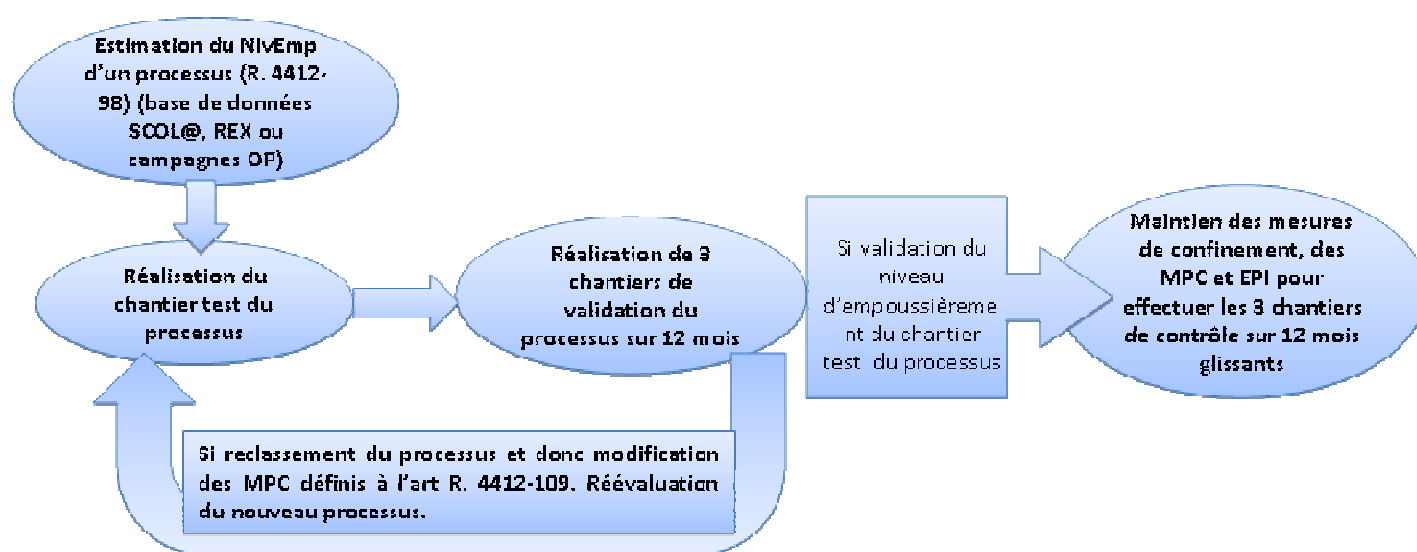 Estimation du NivEmp
d'un processus (R. 4412-
98) (base de données
SCOL@, REX ou
campagnes OP)
Réalisation du
chantier test du
processus
Réalisation de 3
chantiers de
validation du
processus sur 12 mois
Si validation du
niveau
d'empoussièreme
nt du chartier
test du processus
Maintien des mesures
de confinement, des
MPC et EPI pour
effectuer les 3 chantiers
de contrôle sur 12 mois
glissants
Si reclassement du processus et donc modification
des MPC définis à l'art R. 4412-109. Réévaluation
du nouveau processus.